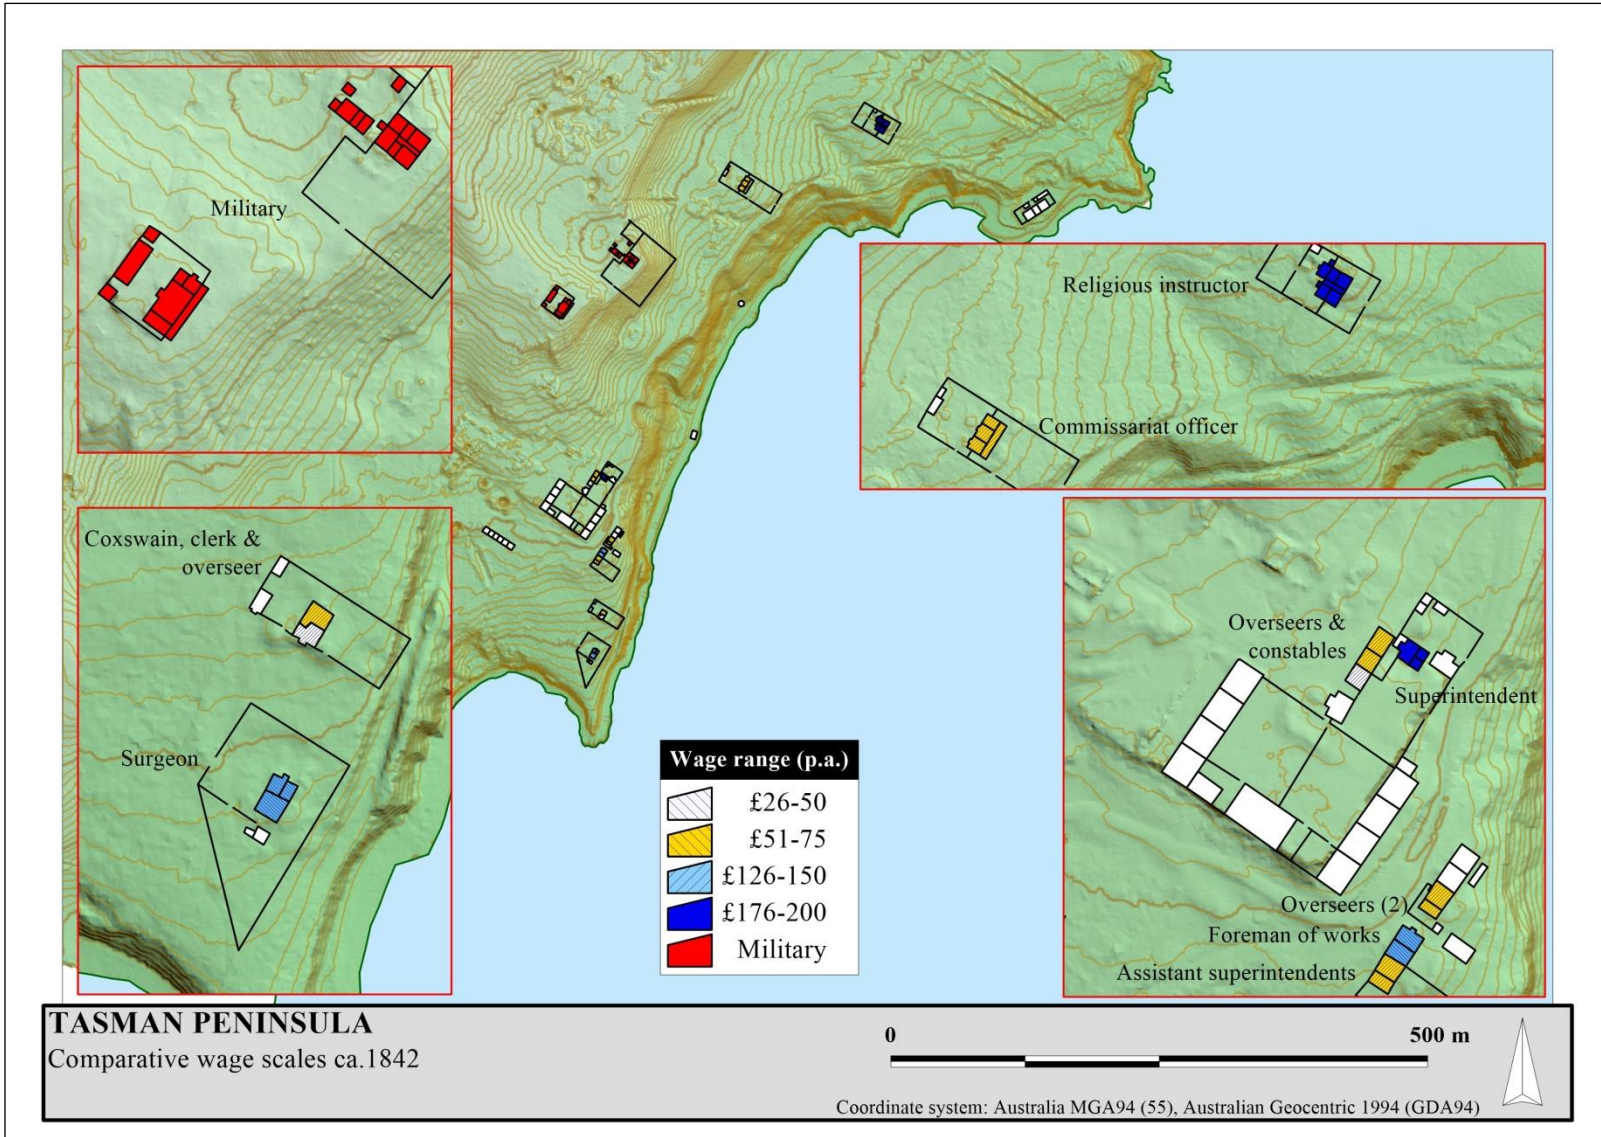 Military
Religious instructor
Commissariat officer
Coxswain, clerk &
overseer
Surgeon
Overseers &
constables
Superintendent
Overseers (2)
Foreman of works
Assistant superintendents
Wage range (p.a.)
£26-50
£51-75
£126-150
£176-200
Military
TASMAN PENINSULA
Comparative wage scales ca.1842
0 500 m
Coordinate system: Australia MGA94 (55), Australian Geocentric 1994 (GDA94)